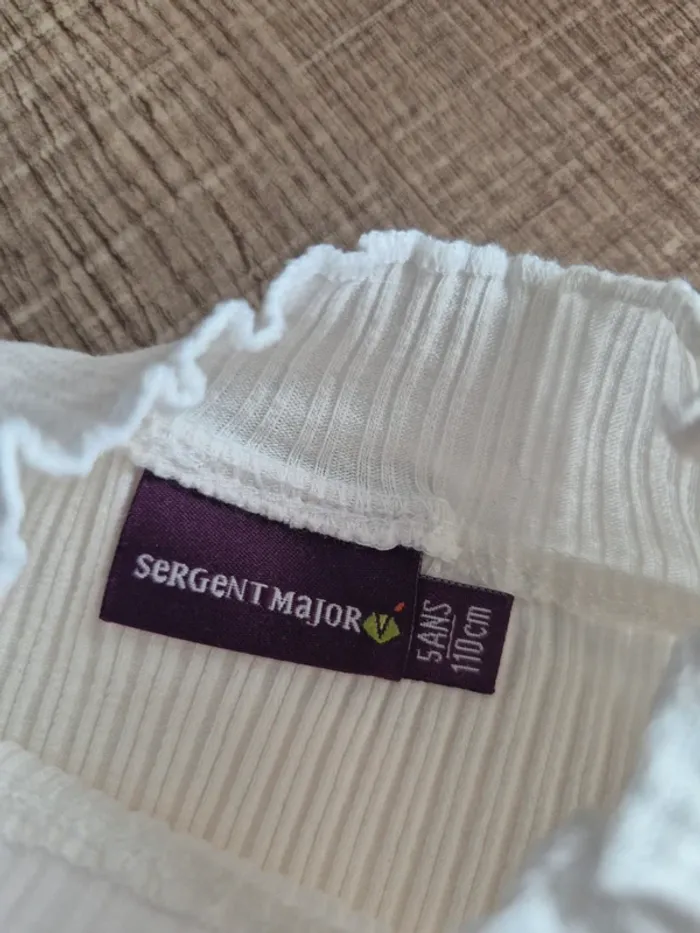 SeRGeNT MaJOR
5ANS
110cm